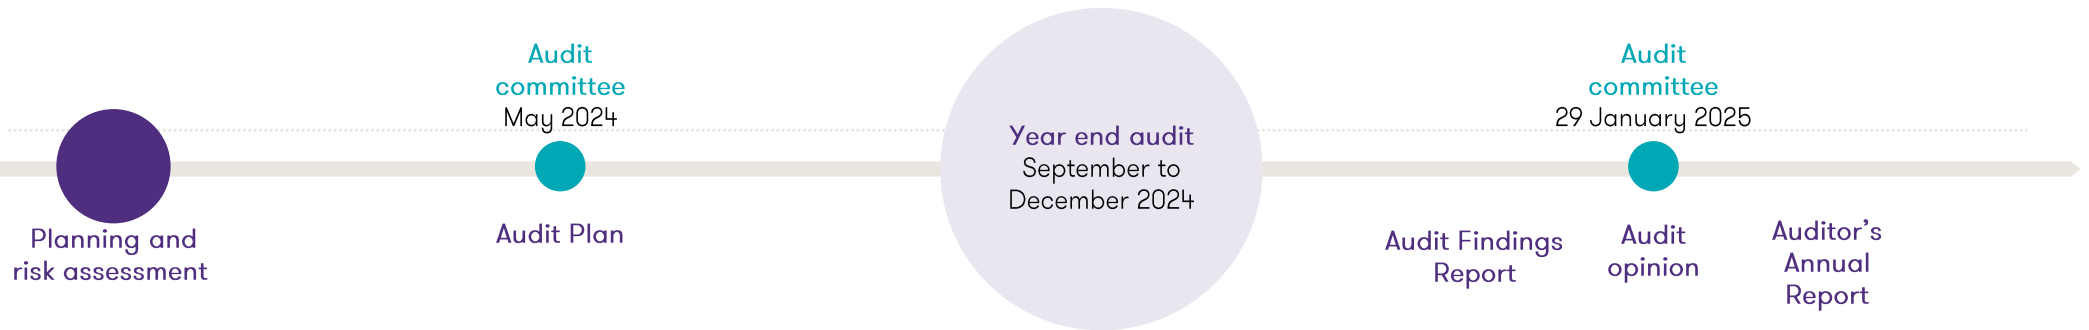 Planning and
risk assessment
Audit
committee
May 2024
Audit Plan
Year end audit
September to
December 2024
Audit
committee
29 January 2025
Audit Findings
Report
Audit
opinion
Auditor’s
Annual
Report